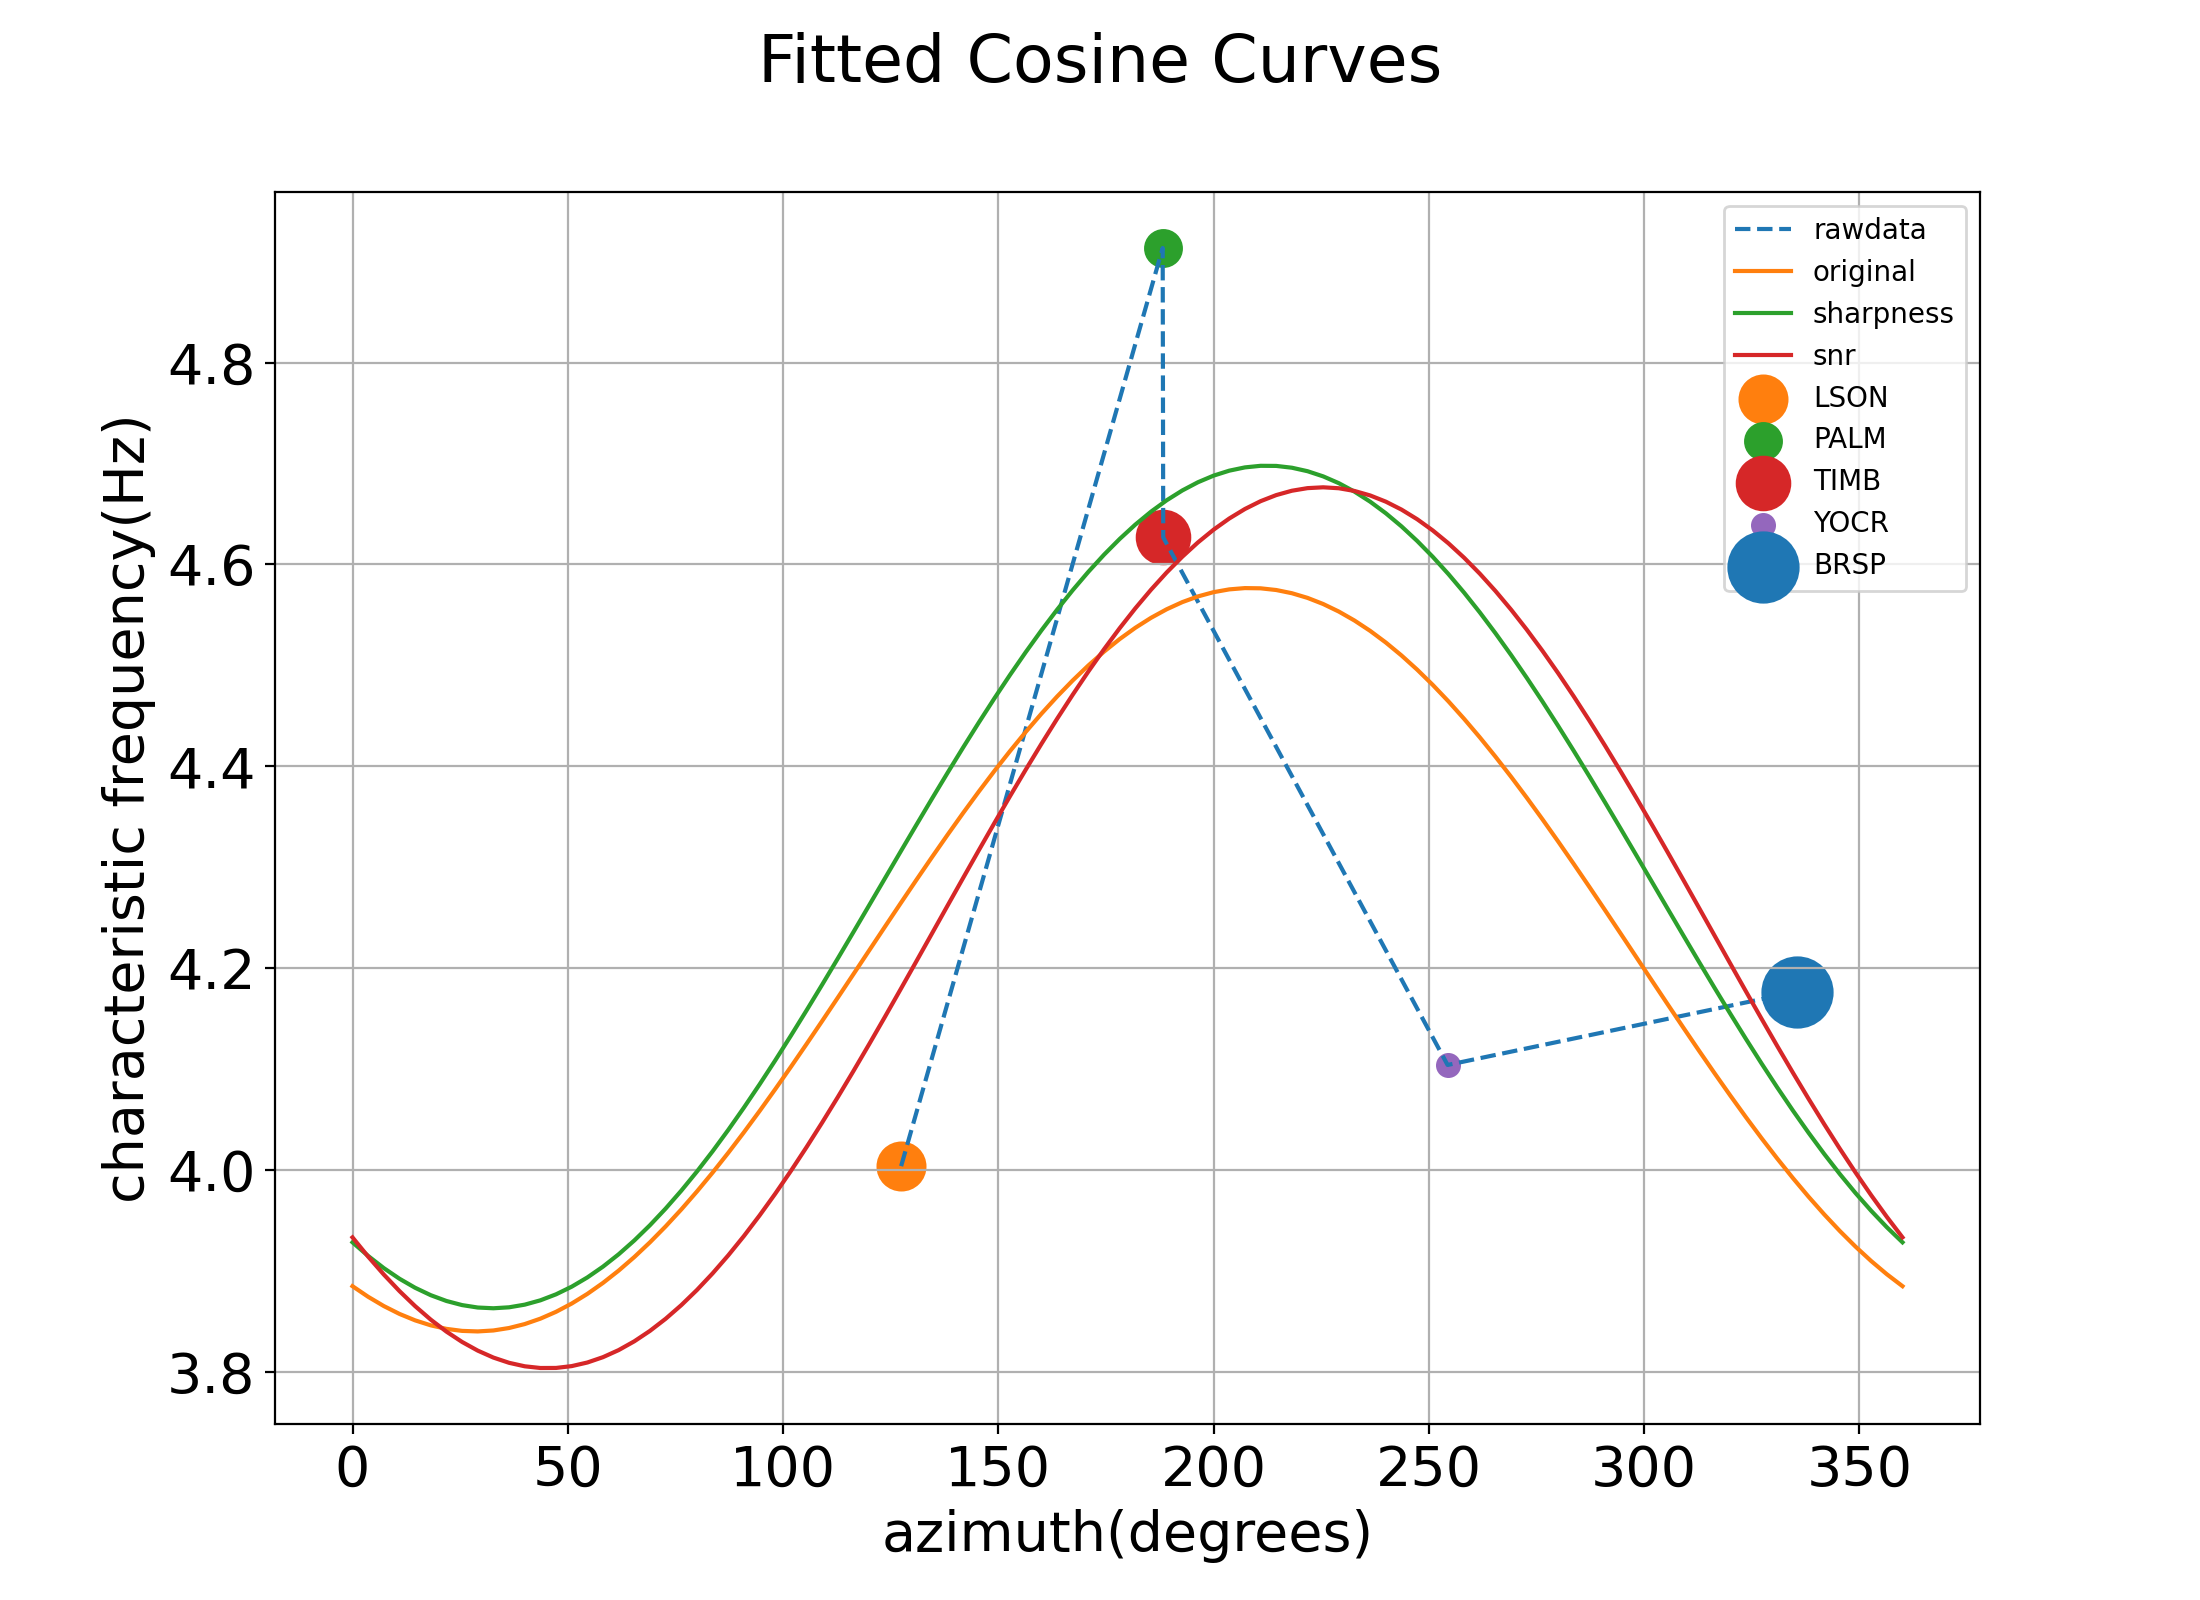 Fitted Cosine Curves
rawdata
original
sharpness
snr
LSON
PALM
TIMB
YOCR
BRSP
characteristic frequency(Hz)
4.8
4.6
4.4
4.2
4.0
3.8
0 50 100 150 200 250 300 350
azimuth(degrees)